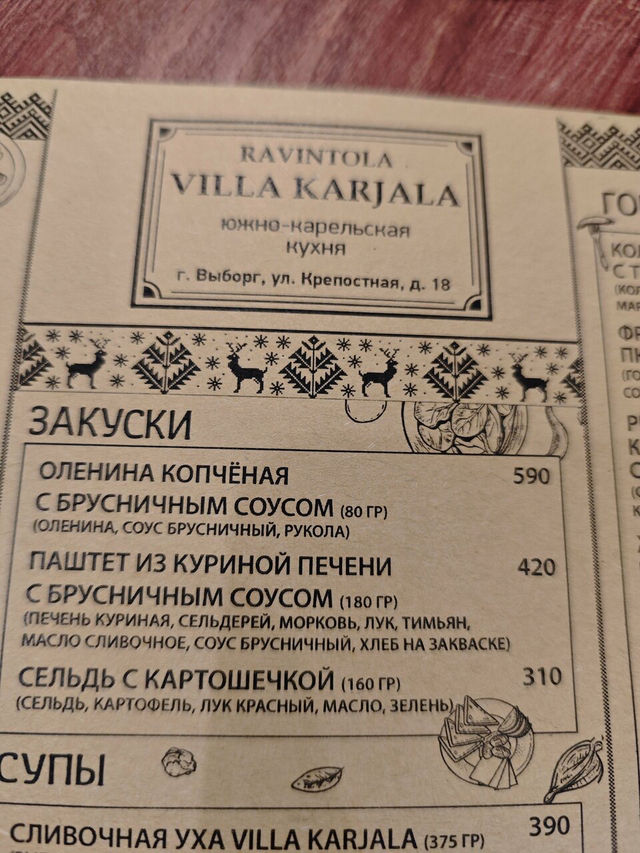 RAVINTOLA
VILLA KARJALA
южно-карельская
кухня
г. Выборг, ул. Крепостная, д. 18
ЗАКУСКИ
ОЛЕНИНА КОПЧЁНАЯ 590
С БРУСНИЧНЫМ СОУСОМ (80 ГР)
(ОЛЕНИНА, СОУС БРУСНИЧНЫЙ, РУКОЛА)
ПАШТЕТ ИЗ КУРИНОЙ ПЕЧЕНИ 420
С БРУСНИЧНЫМ СОУСОМ (180 ГР)
(ПЕЧЕНЬ КУРИНАЯ, СЕЛЬДЕРЕЙ, МОРКОВЬ, ЛУК, ТИМЬЯН,
МАСЛО СЛИВОЧНОЕ, СОУС БРУСНИЧНЫЙ, ХЛЕБ НА ЗАКВАСКЕ)
СЕЛЬДЬ С КАРТОШЕЧКОЙ (160 ГР) 310
(СЕЛЬДЬ, КАРТОФЕЛЬ, ЛУК КРАСНЫЙ, МАСЛО, ЗЕЛЕНЬ)
СУПЫ
СЛИВОЧНАЯ УХА VILLA KARJALA (375 ГР) 390